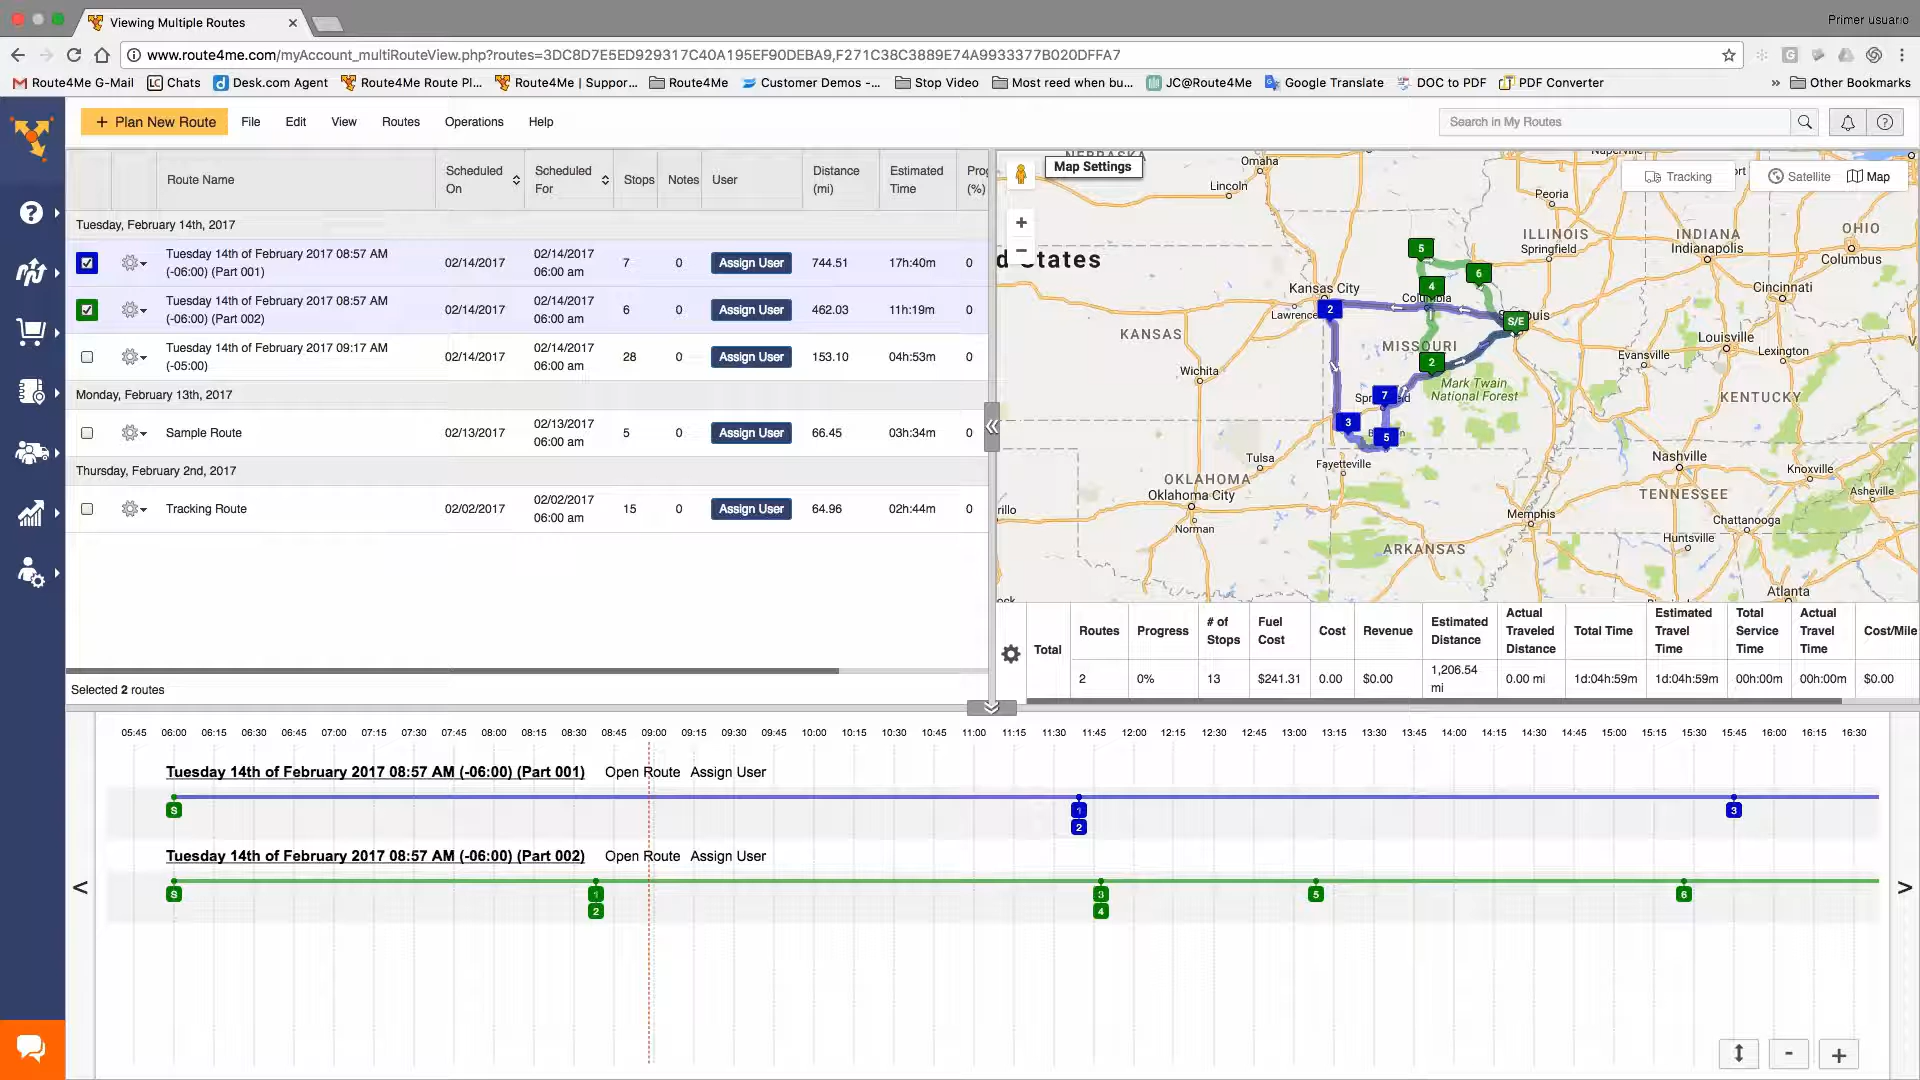 Viewing Multiple Routes
Primer usuario
www.route4me.com/myAccount_multiRouteView.php?routes=3DC8D7E5ED929317C40A195EF90DEBA9,F271C38C3889E74A9933377B020DFFA7
Route4Me G-Mail
Chats
Desk.com Agent
Route4Me Route Pl...
Route4Me | Suppor...
Route4Me
Customer Demos -...
Stop Video
Most reed when bu...
JC@Route4Me
Google Translate
DOC to PDF
PDF Converter
» Other Bookmarks
+ Plan New Route
File
Edit
View
Routes
Operations
Help
Search in My Routes
Route Name
Scheduled On
Scheduled For
Stops
Notes
User
Distance (mi)
Estimated Time
Prog (%)
Tuesday, February 14th, 2017
Tuesday 14th of February 2017 08:57 AM (-06:00) (Part 001)
02/14/2017
02/14/2017 06:00 am
7
0
Assign User
744.51
17h:40m
0
Tuesday 14th of February 2017 08:57 AM (-06:00) (Part 002)
02/14/2017
02/14/2017 06:00 am
6
0
Assign User
462.03
11h:19m
0
Tuesday 14th of February 2017 09:17 AM (-05:00)
02/14/2017
02/14/2017 06:00 am
28
0
Assign User
153.10
04h:53m
0
Monday, February 13th, 2017
Sample Route
02/13/2017
02/13/2017 06:00 am
5
0
Assign User
66.45
03h:34m
0
Thursday, February 2nd, 2017
Tracking Route
02/02/2017
02/02/2017 06:00 am
15
0
Assign User
64.96
02h:44m
0
Selected 2 routes
Map Settings
Tracking
Satellite
Map
NEBRASKA
Omaha
Lincoln
Peoria
ILLINOIS
Springfield
INDIANA
Indianapolis
OHIO
Columbus
d States
Kansas City
Lawrence
Cincinnati
KANSAS
MISSOURI
Louisville
Evansville
Lexington
Wichita
Mark Twain National Forest
KENTUCKY
Tulsa
Fayetteville
Nashville
Knoxville
OKLAHOMA
Oklahoma City
TENNESSEE
Asheville
Norman
Memphis
Chattanooga
Huntsville
ARKANSAS
Atlanta
5
6
4
2
S/E
2
7
3
5
Total
Routes
Progress
# of Stops
Fuel Cost
Cost
Revenue
Estimated Distance
Actual Traveled Distance
Total Time
Estimated Travel Time
Total Service Time
Actual Travel Time
Cost/Mile
2
0%
13
$241.31
0.00
$0.00
1,206.54 mi
0.00 mi
1d:04h:59m
1d:04h:59m
00h:00m
00h:00m
$0.00
05:45 06:00 06:15 06:30 06:45 07:00 07:15 07:30 07:45 08:00 08:15 08:30 08:45 09:00 09:15 09:30 09:45 10:00 10:15 10:30 10:45 11:00 11:15 11:30 11:45 12:00 12:15 12:30 12:45 13:00 13:15 13:30 13:45 14:00 14:15 14:30 14:45 15:00 15:15 15:30 15:45 16:00 16:15 16:30
Tuesday 14th of February 2017 08:57 AM (-06:00) (Part 001) Open Route Assign User
S
1
2
3
Tuesday 14th of February 2017 08:57 AM (-06:00) (Part 002) Open Route Assign User
S
1
2
3
4
5
6